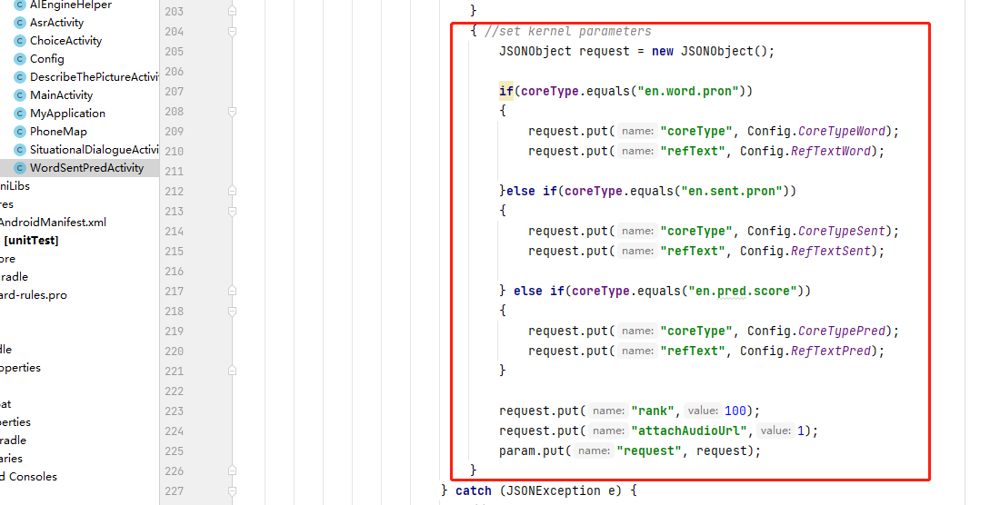 AIEngineHelper
AsrActivity
ChoiceActivity
Config
DescribeThePictureActivi
MainActivity
MyApplication
PhoneMap
SituationalDialogueActivi
WordSentPredActivity
niLibs
res
AndroidManifest.xml
[unitTest]
ore
radle
ard-rules.pro
dle
operties
at
perties
radle
aries
d Consoles
203 }
204 { //set kernel parameters
205 JSONObject request = new JSONObject();
206
207 if(coreType.equals("en.word.pron"))
208 {
209 request.put( name: "coreType", Config.CoreTypeWord);
210 request.put( name: "refText", Config.RefTextWord);
211
212 }else if(coreType.equals("en.sent.pron"))
213 {
214 request.put( name: "coreType", Config.CoreTypeSent);
215 request.put( name: "refText", Config.RefTextSent);
216
217 } else if(coreType.equals("en.pred.score"))
218 {
219 request.put( name: "coreType", Config.CoreTypePred);
220 request.put( name: "refText", Config.RefTextPred);
221 }
222
223 request.put( name: "rank", value: 100);
224 request.put( name: "attachAudioUrl", value: 1);
225 param.put( name: "request", request);
226 }
227 } catch (JSONException e) {